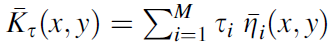 K̄_τ(x, y) = ∑_{i=1}^{M} τ_i η̄_i(x, y)